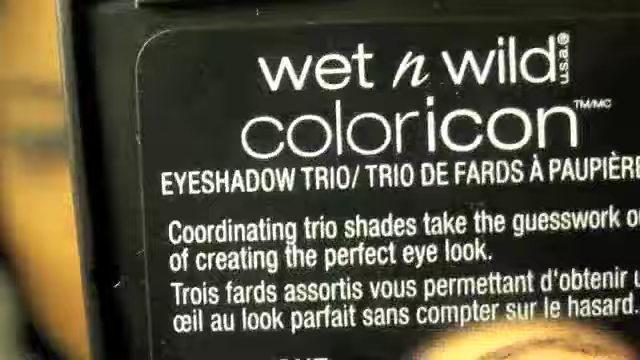 wet n wild u.s.a.®
coloricon TM/MC
EYESHADOW TRIO/ TRIO DE FARDS À PAUPIÈRE
Coordinating trio shades take the guesswork
of creating the perfect eye look.
Trois fards assortis vous permettant d'obtenir
œil au look parfait sans compter sur le hasard.